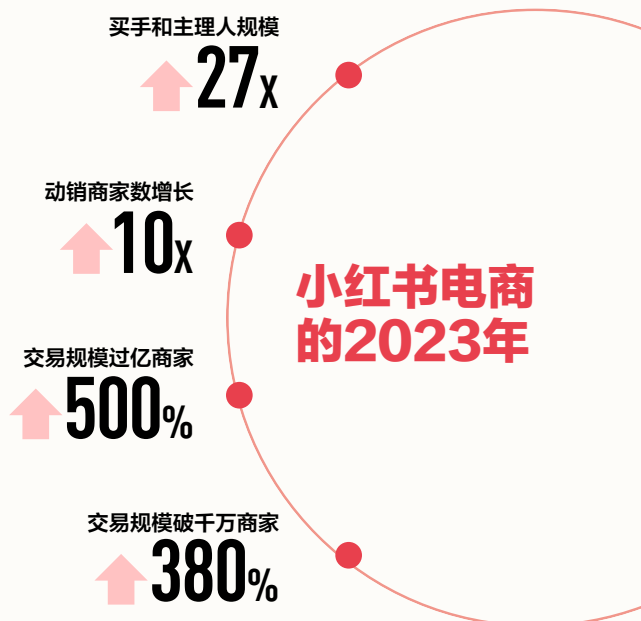 买手和主理人规模
27x
动销商家数增长
10x
小红书电商
的2023年
交易规模过亿商家
500%
交易规模破千万商家
380%